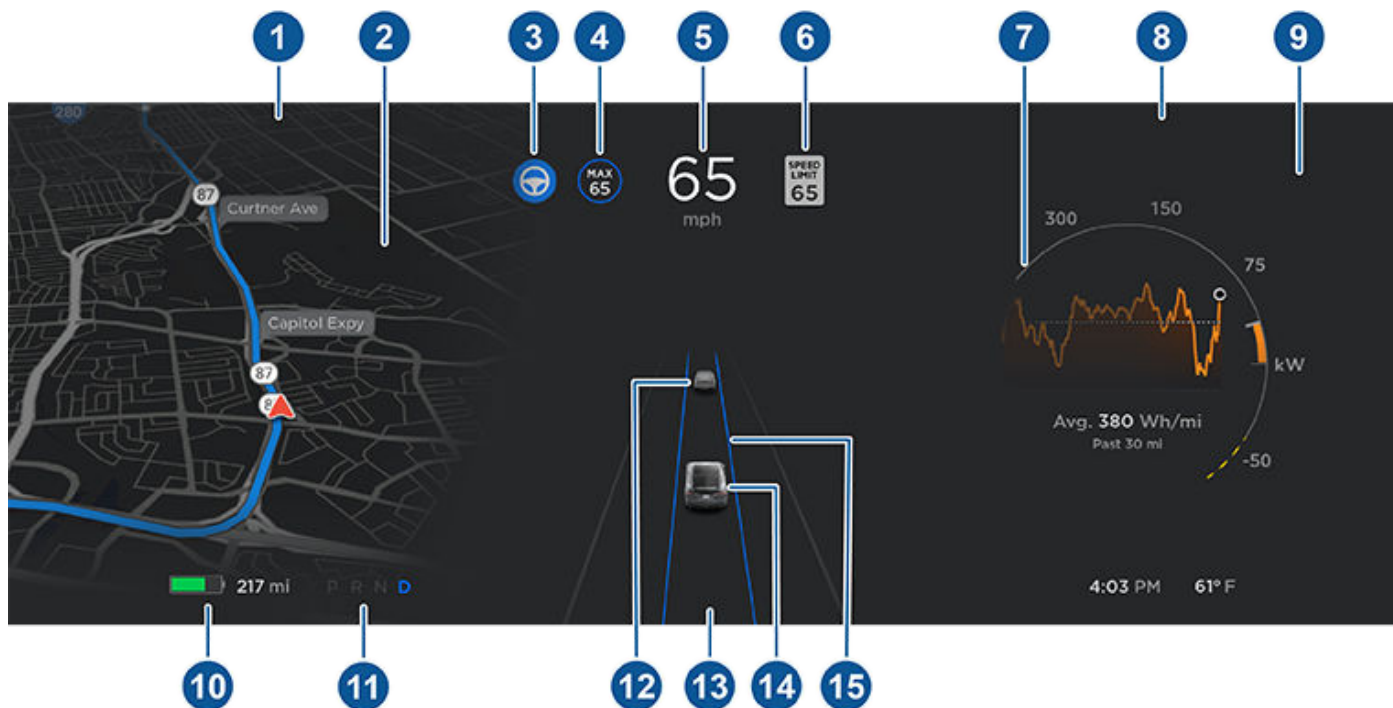 1 2 3 4 5 6 7 8 9
280
87
Curtner Ave
MAX
65
65
mph
SPEED
LIMIT
65
300 150 75
Capitol Expy
87
8
kW
Avg. 380 Wh/mi
Past 30 mi
-50
217 mi P R N D
4:03 PM 61° F
10 11 12 13 14 15